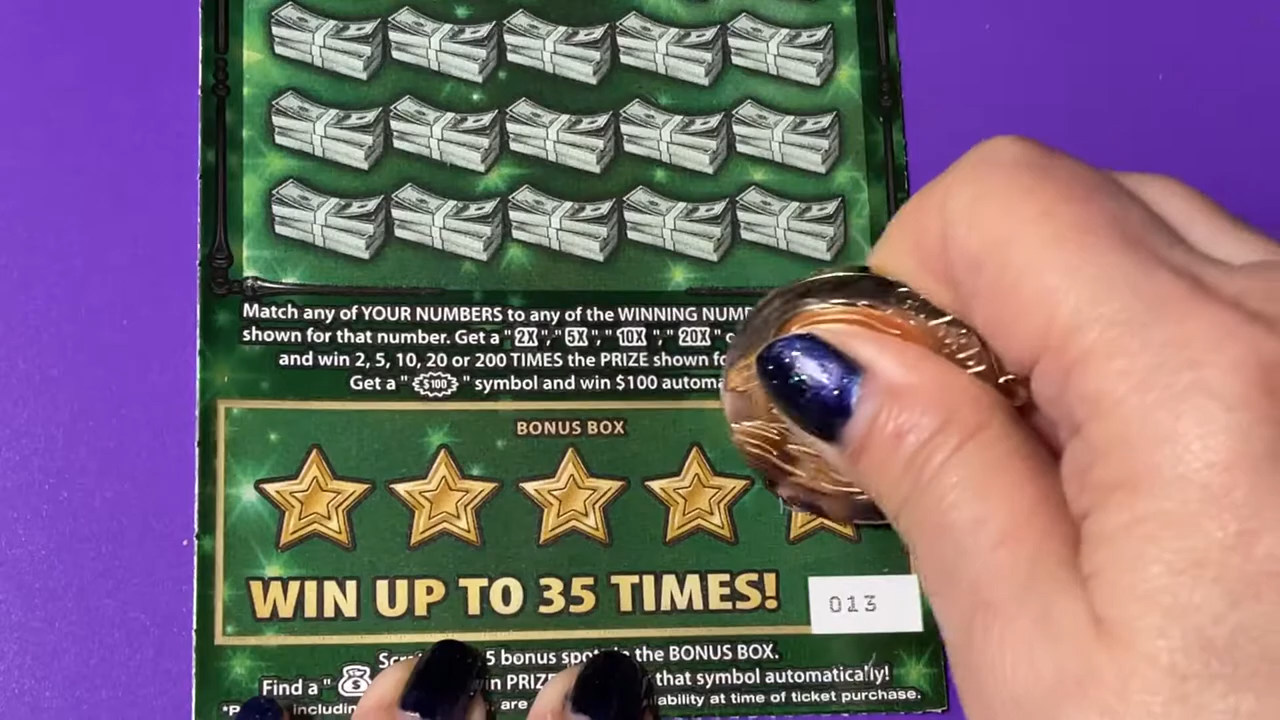 Match any of YOUR NUMBERS to any of the WINNING
shown for that number. Get a " 2X "," 5X "," 10X "," 20X "
and win 2, 5, 10, 20 or 200 TIMES the PRIZE shown
Get a " $100 " symbol and win $100
BONUS BOX
WIN UP TO 35 TIMES!
013
5 bonus spots in the BONUS BOX.
Find a " $ that symbol automatically!
are at time of ticket purchase.